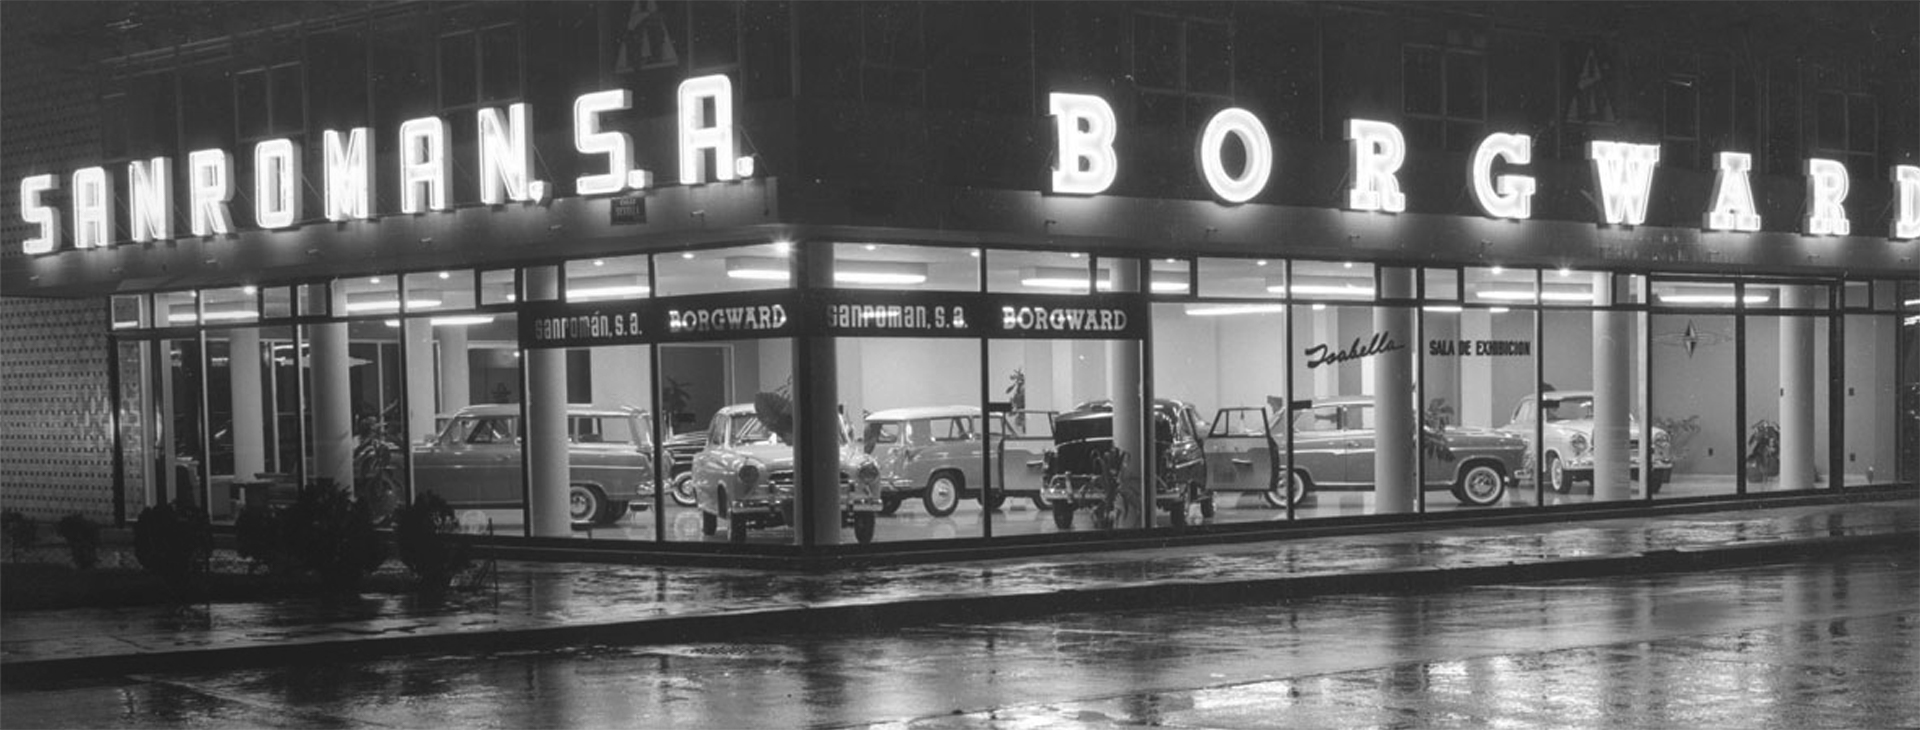 SANROMAN, S.A.
BORGWARD
sanromán, s. a. BORGWARD
sanroman, s. a. BORGWARD
Isabella
SALA DE EXHIBICION